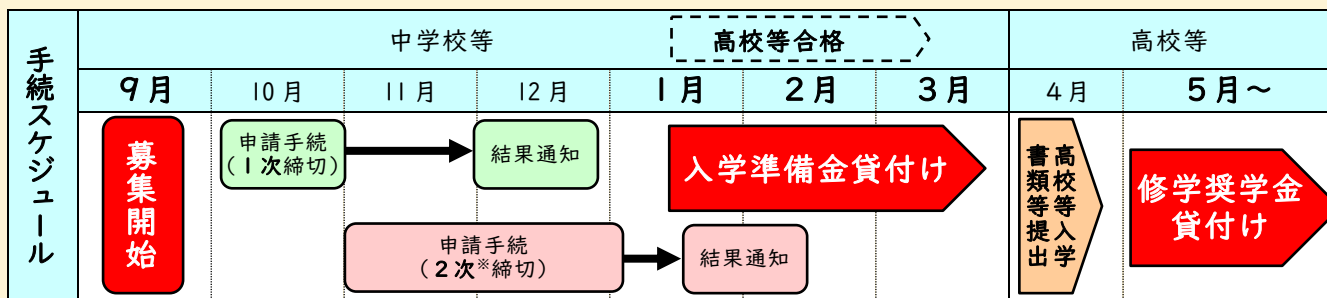 手続スケジュール
中学校等
高校等合格
高校等
9月
10月
11月
12月
1月
2月
3月
4月
5月～
募集開始
申請手続
（1次締切）
結果通知
入学準備金貸付け
高校等入学
書類等提出
修学奨学金
貸付け
申請手続
（2次※締切）
結果通知